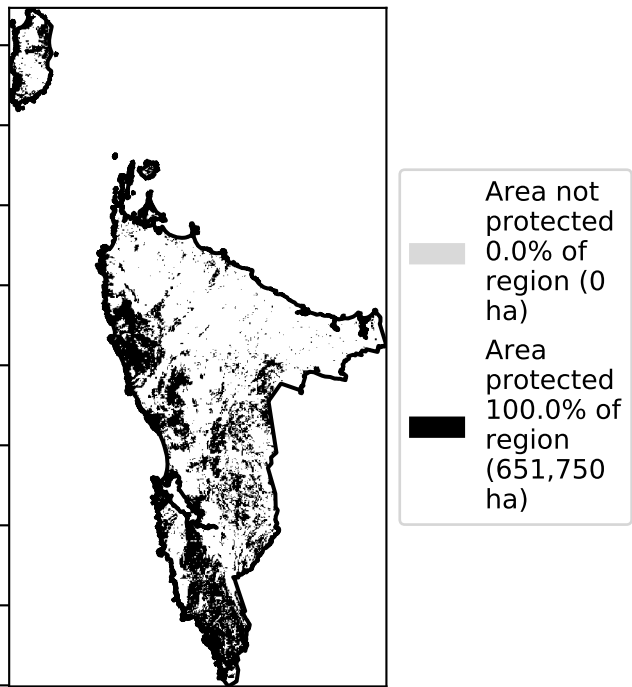 Area not
protected
0.0% of
region (0
ha)
Area
protected
100.0% of
region
(651,750
ha)